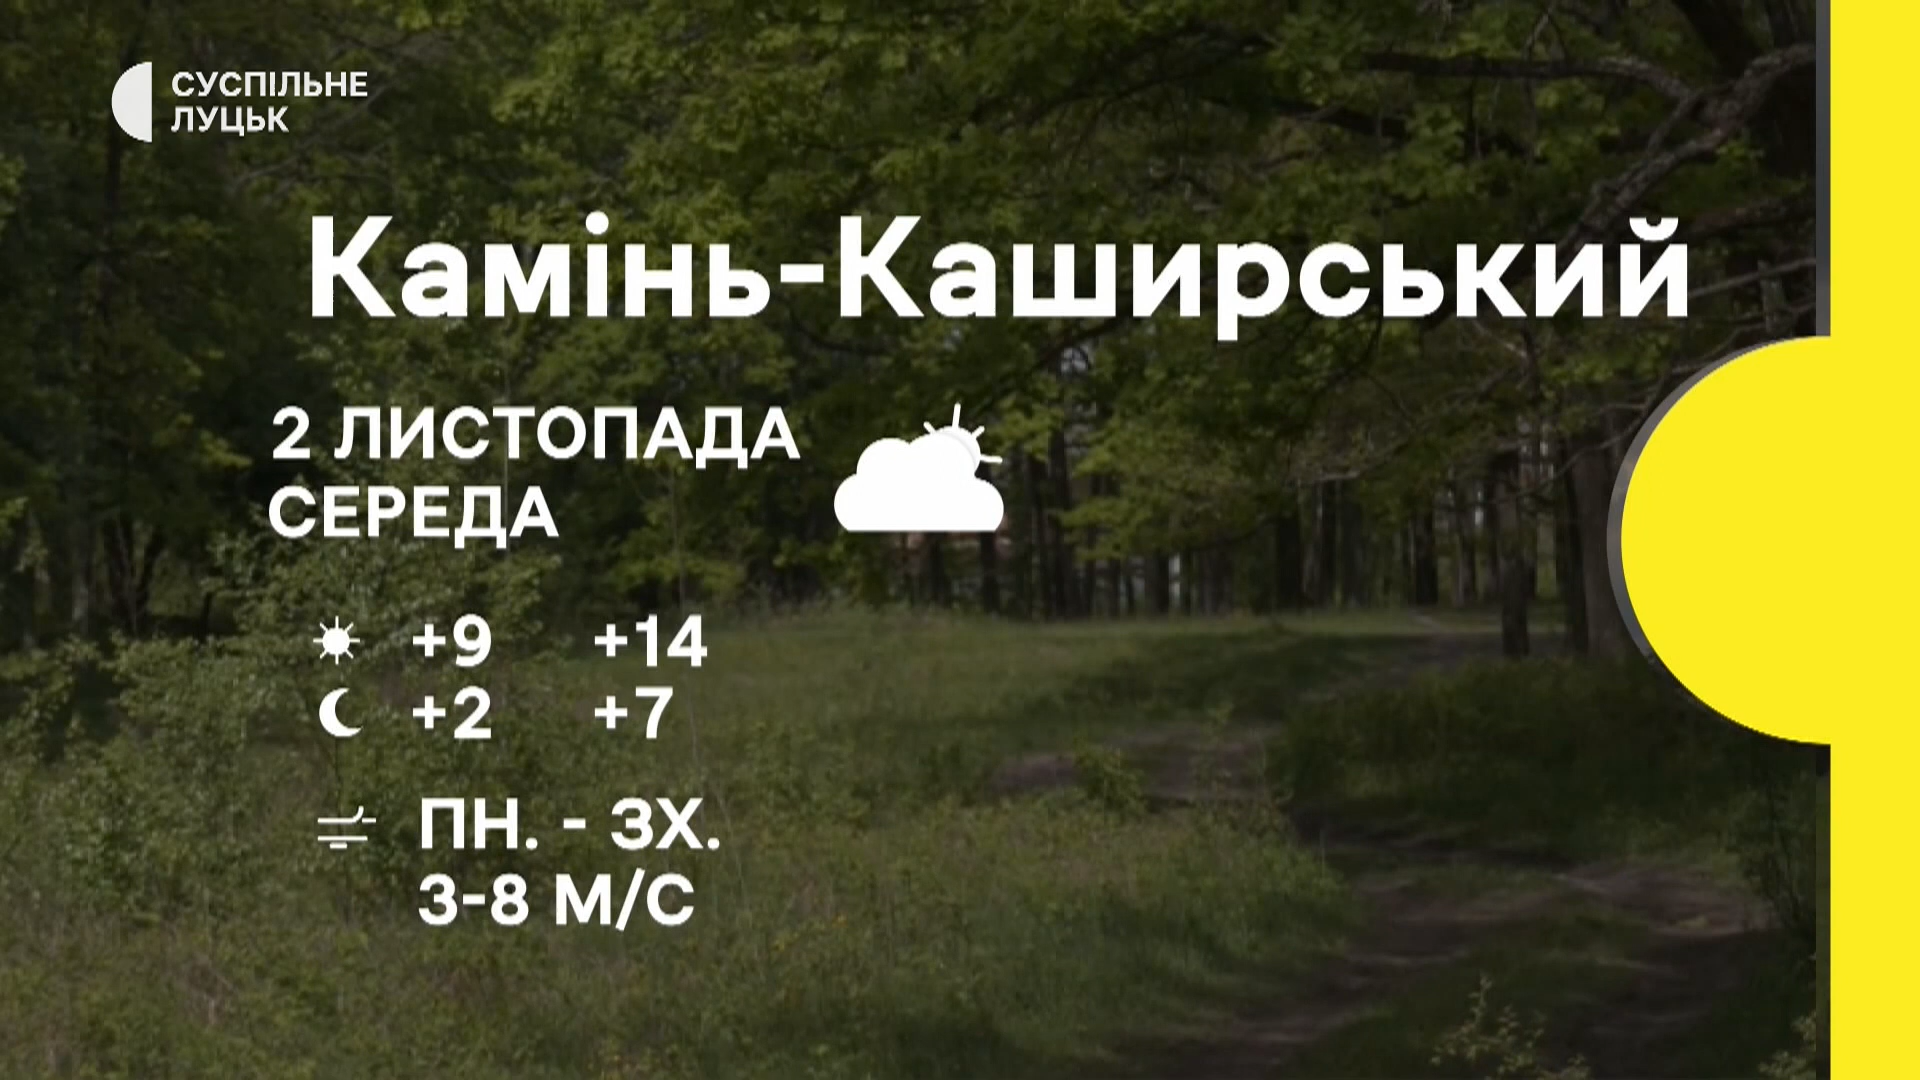 СУСПІЛЬНЕ
ЛУЦЬК
Камінь-Каширський
2 ЛИСТОПАДА
СЕРЕДА
+9 +14
+2 +7
ПН. - ЗХ.
3-8 М/С